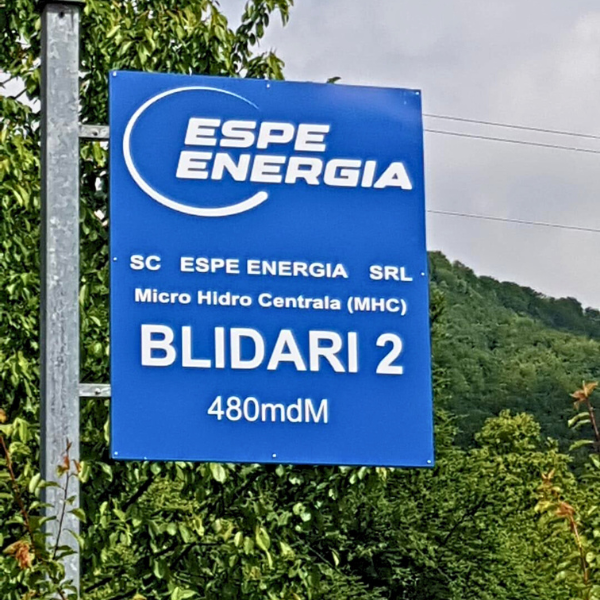 ESPE
ENERGIA
SC ESPE ENERGIA SRL
Micro Hidro Centrala (MHC)
BLIDARI 2
480mdM